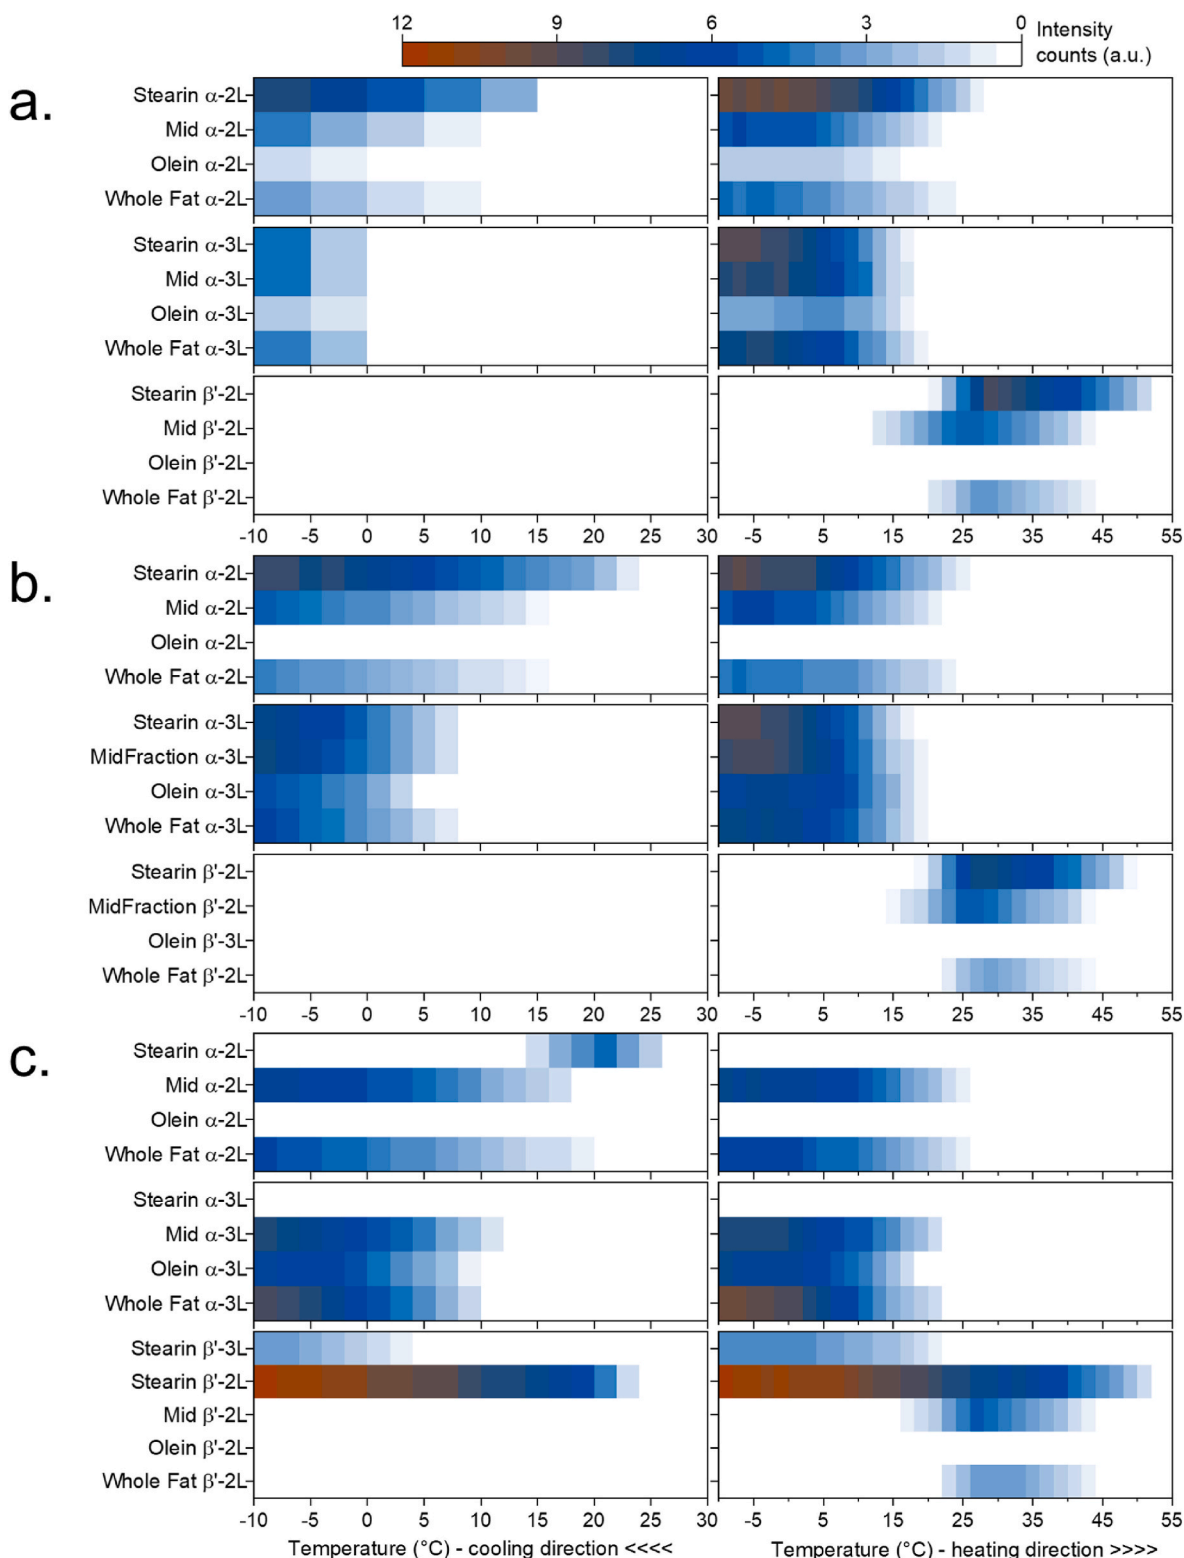 12 9 6 3 0 Intensity
counts (a.u.)
a.
Stearin α-2L
Mid α-2L
Olein α-2L
Whole Fat α-2L
Stearin α-3L
Mid α-3L
Olein α-3L
Whole Fat α-3L
Stearin β'-2L
Mid β'-2L
Olein β'-2L
Whole Fat β'-2L
-10 -5 0 5 10 15 20 25 30 -5 5 15 25 35 45 55
b.
Stearin α-2L
Mid α-2L
Olein α-2L
Whole Fat α-2L
Stearin α-3L
MidFraction α-3L
Olein α-3L
Whole Fat α-3L
Stearin β'-2L
MidFraction β'-2L
Olein β'-3L
Whole Fat β'-2L
-10 -5 0 5 10 15 20 25 30 -5 5 15 25 35 45 55
c.
Stearin α-2L
Mid α-2L
Olein α-2L
Whole Fat α-2L
Stearin α-3L
Mid α-3L
Olein α-3L
Whole Fat α-3L
Stearin β'-3L
Stearin β'-2L
Mid β'-2L
Olein β'-2L
Whole Fat β'-2L
-10 -5 0 5 10 15 20 25 30 -5 5 15 25 35 45 55
Temperature (°C) - cooling direction <<<< Temperature (°C) - heating direction >>>>